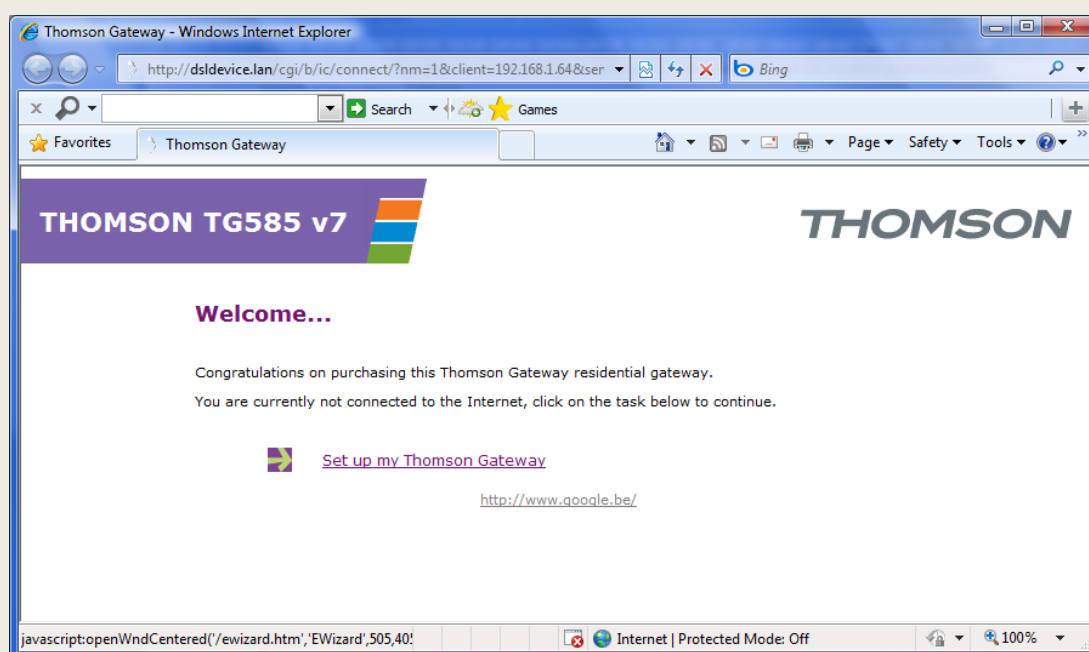 Thomson Gateway - Windows Internet Explorer
http://dsldevice.lan/cgi/b/ic/connect/?nm=1&client=192.168.1.64&ser
Bing
Search
Games
Favorites
Thomson Gateway
Page
Safety
Tools
THOMSON TG585 v7
THOMSON
Welcome...
Congratulations on purchasing this Thomson Gateway residential gateway.
You are currently not connected to the Internet, click on the task below to continue.
Set up my Thomson Gateway
http://www.google.be/
javascript:openWndCentered('/ewizard.htm','EWizard',505,405
Internet | Protected Mode: Off
100%